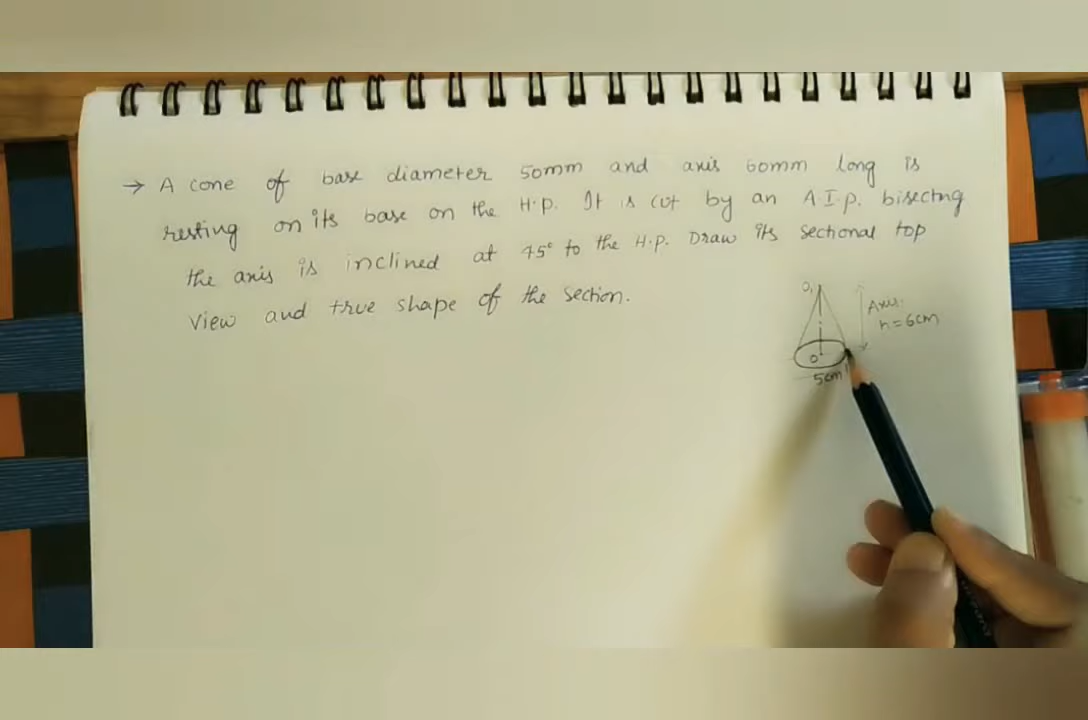 → A cone of base diameter 50mm and axis 60mm long is
resting on its base on the H.P. It is cut by an A.I.P. bisectng
the axis is inclined at 45° to the H.P. Draw its sectional top
view and true shape of the section.
O,
Axis.
h=6cm
O
5cm